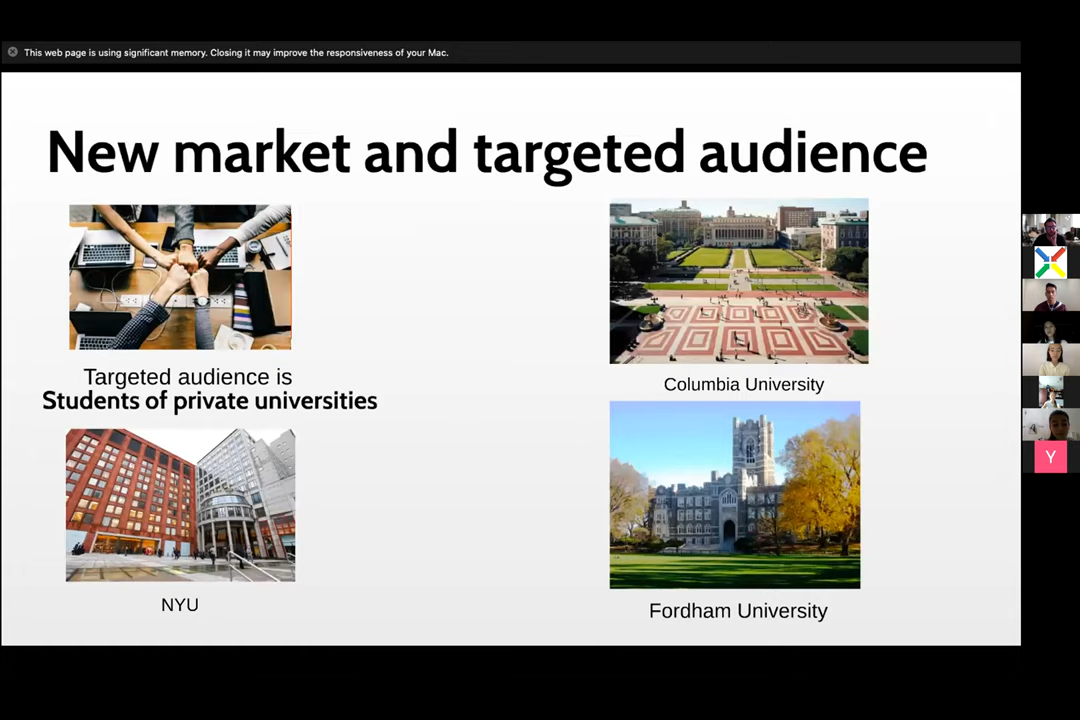 This web page is using significant memory. Closing it may improve the responsiveness of your Mac.
New market and targeted audience
Targeted audience is
Students of private universities
Columbia University
NYU
Fordham University
Y